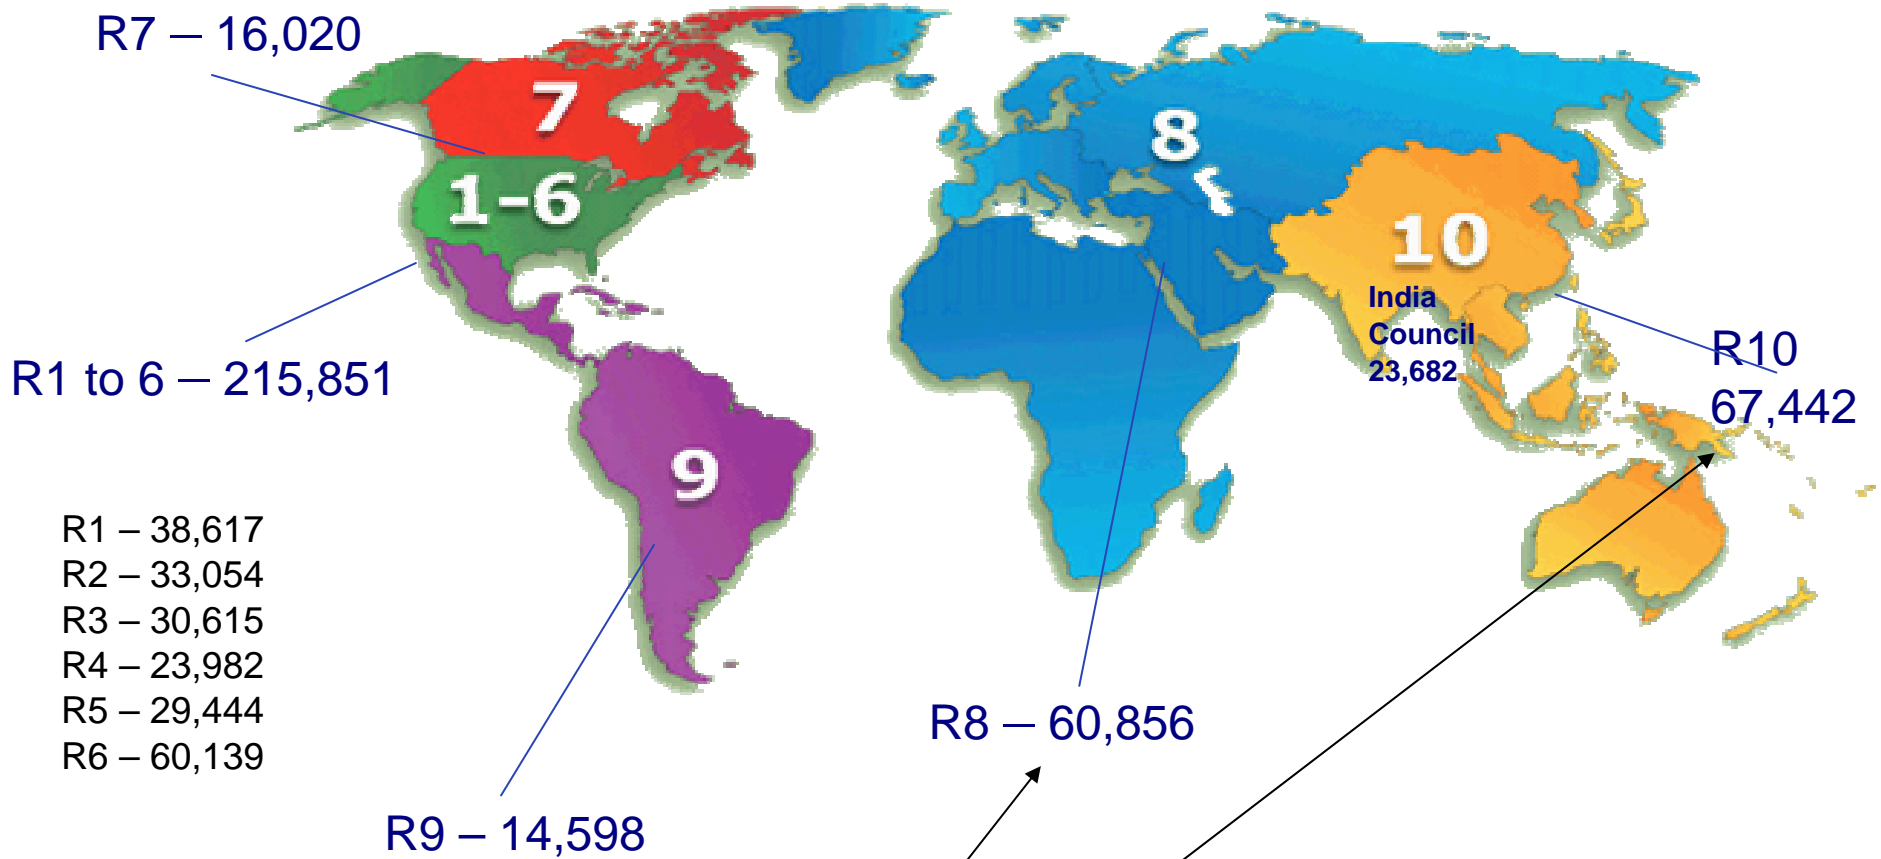 R7 – 16,020
7
8
1-6
10
India
Council
23,682
R10
67,442
R1 to 6 – 215,851
9
R1 – 38,617
R2 – 33,054
R3 – 30,615
R4 – 23,982
R5 – 29,444
R6 – 60,139
R8 – 60,856
R9 – 14,598